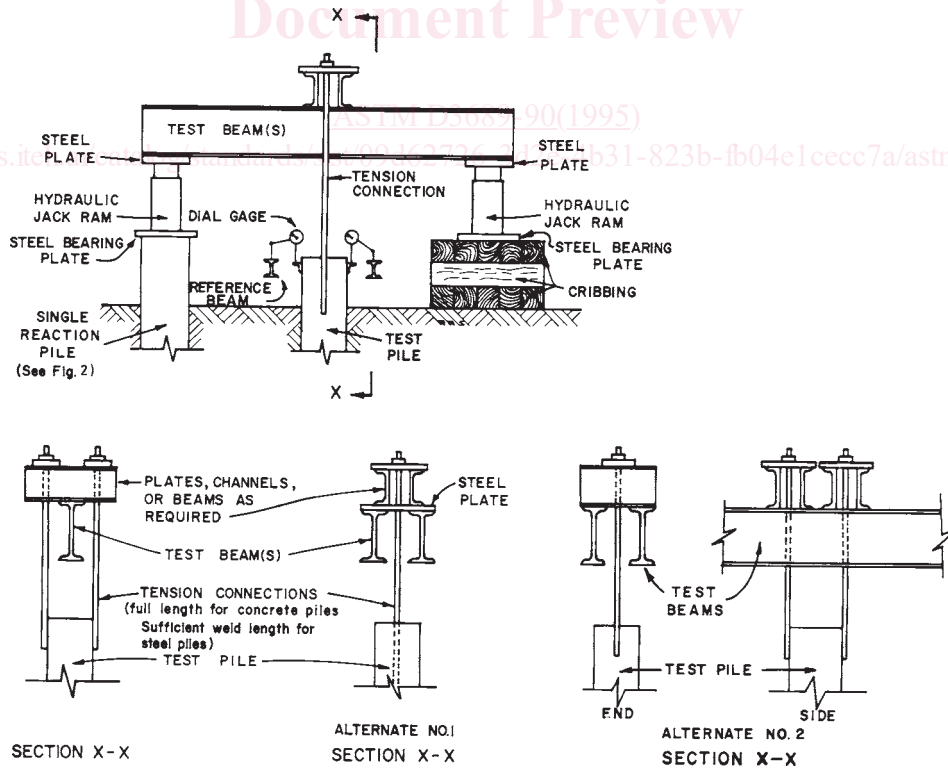 Document Preview
X
ASTM D3689-90(1995)
TEST BEAM(S)
STEEL
PLATE
STEEL
PLATE
TENSION
CONNECTION
HYDRAULIC
JACK RAM
DIAL GAGE
HYDRAULIC
JACK RAM
STEEL BEARING
PLATE
STEEL BEARING
PLATE
REFERENCE
BEAM
CRIBBING
SINGLE
REACTION
PILE
(See Fig. 2)
TEST
PILE
X
PLATES, CHANNELS,
OR BEAMS AS
REQUIRED
STEEL
PLATE
TEST BEAM(S)
TENSION CONNECTIONS
(full length for concrete piles
Sufficient weld length for
steel piles)
TEST PILE
TEST
BEAMS
TEST PILE
END
SIDE
SECTION X-X
ALTERNATE NO.1
SECTION X-X
ALTERNATE NO. 2
SECTION X-X